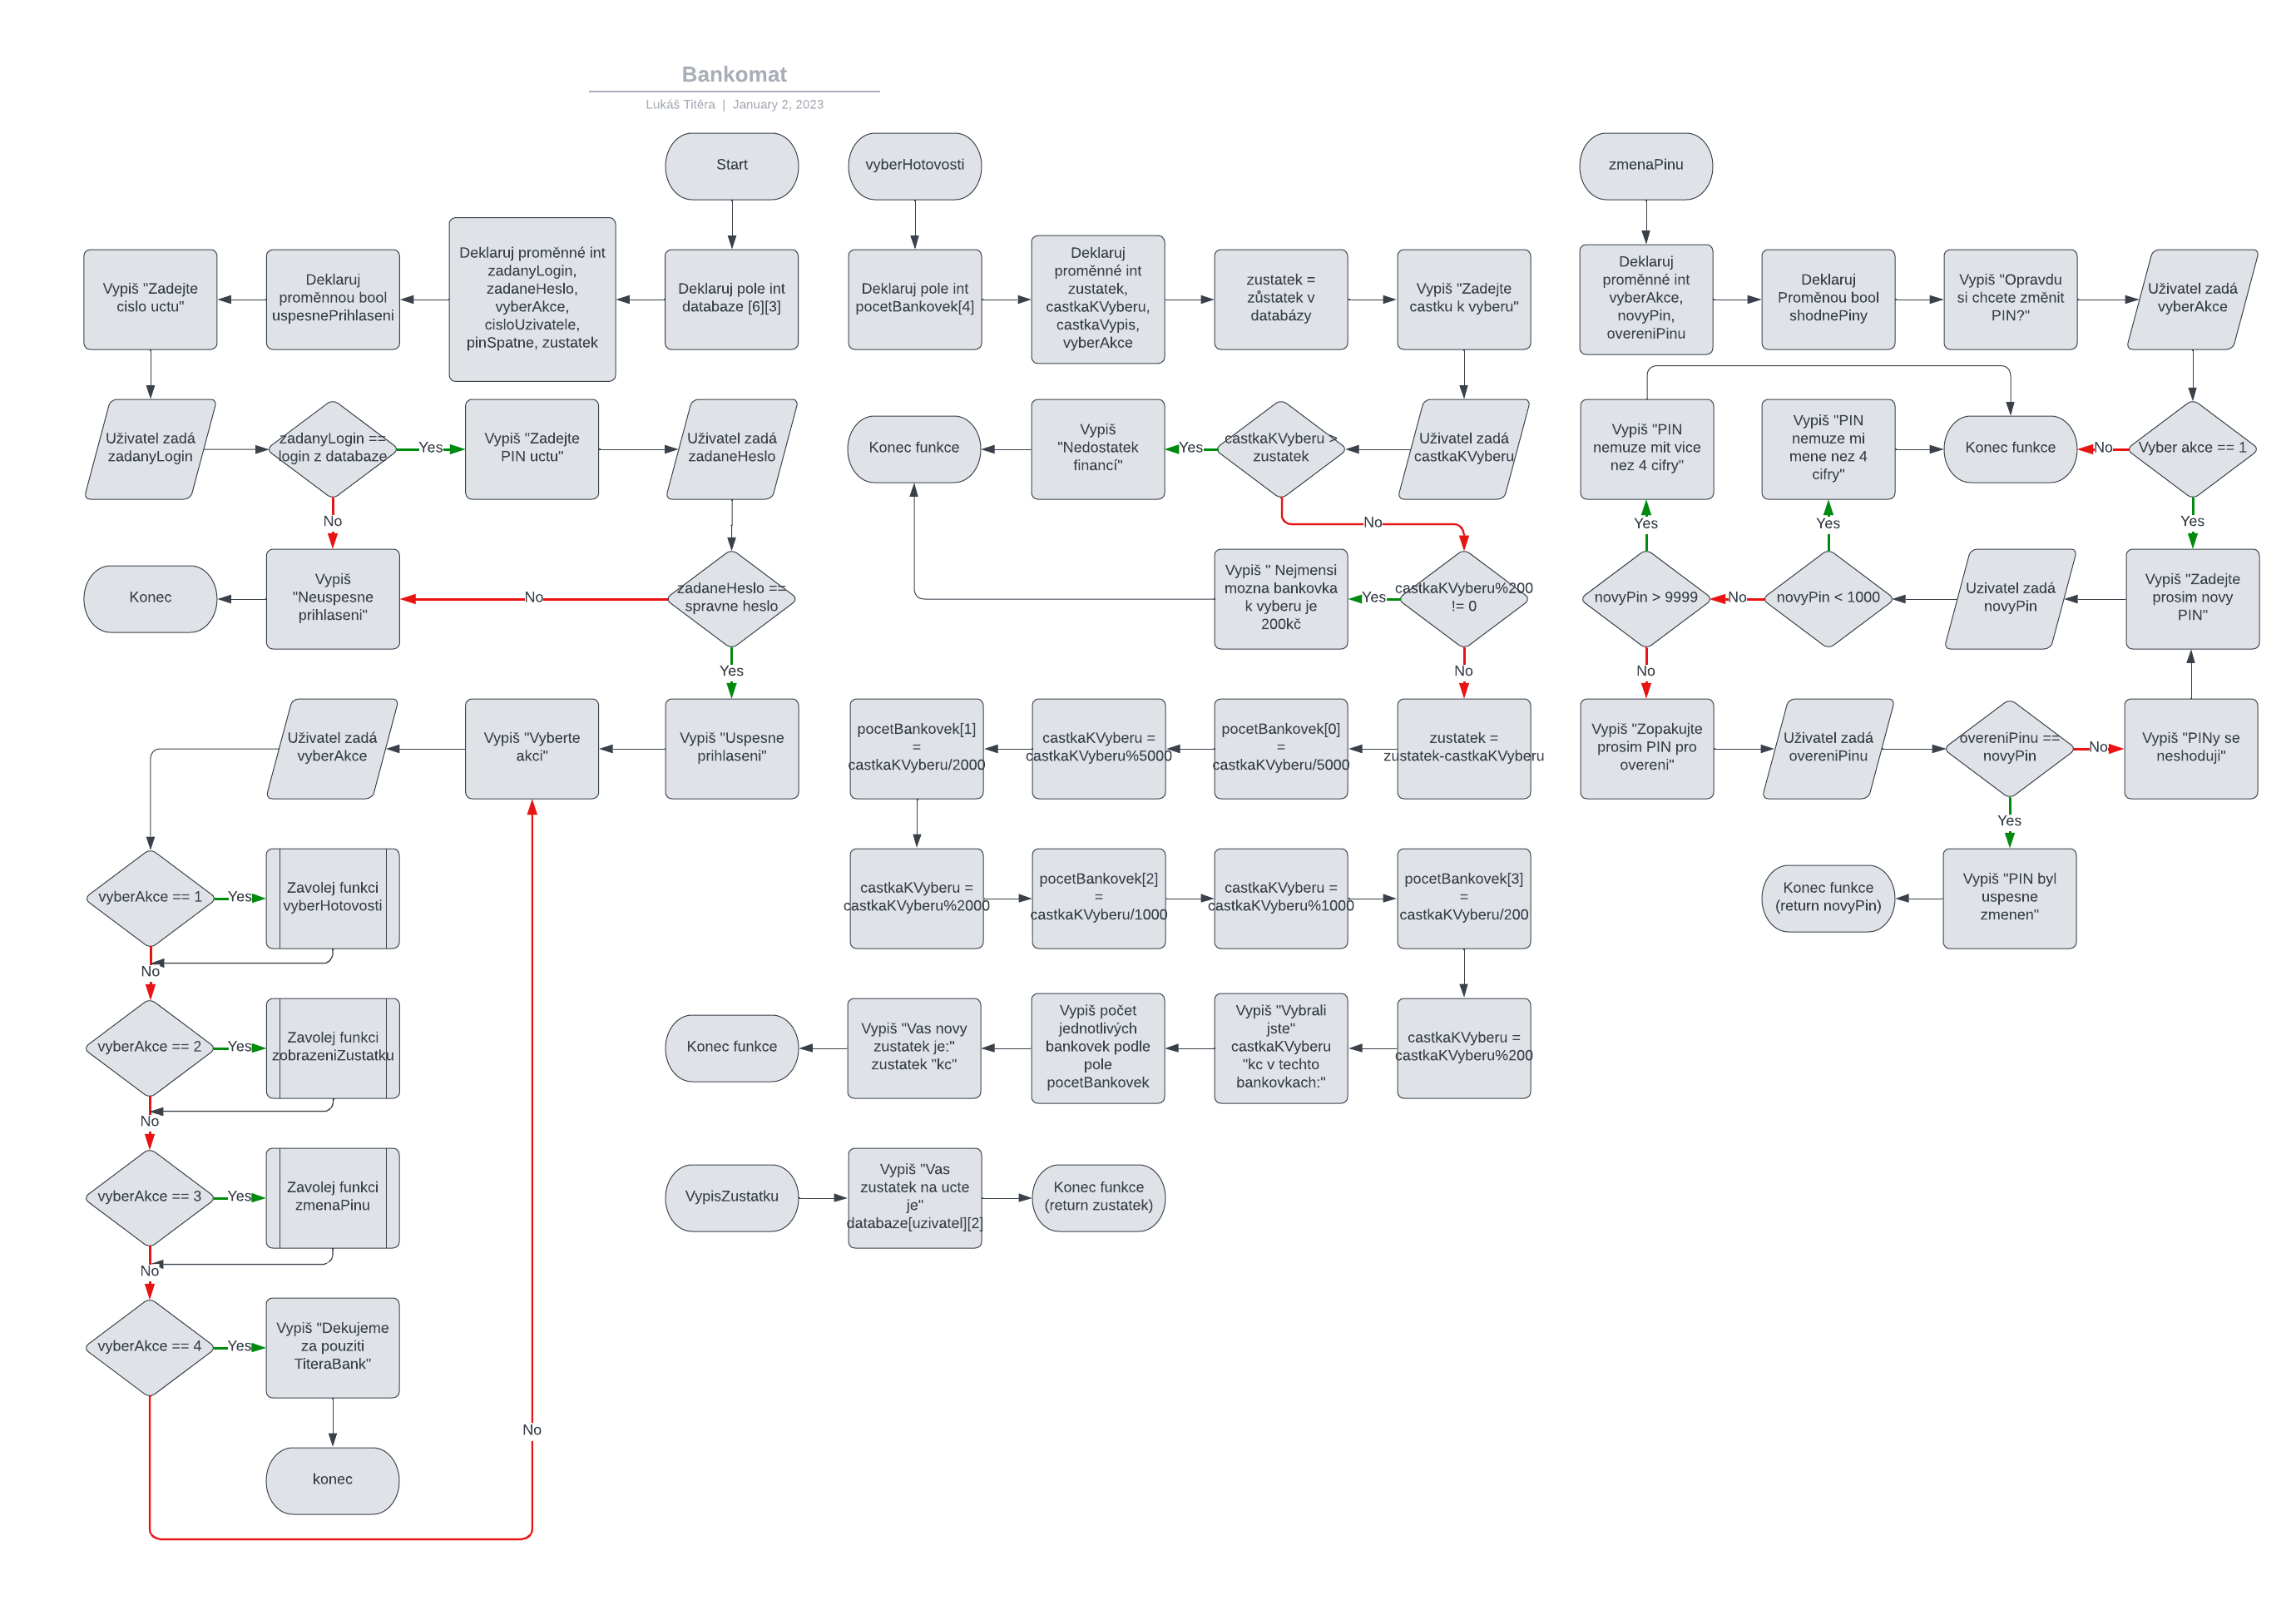 Bankomat
Lukáš Titěra | January 2, 2023
Start
Deklaruj pole int
databaze [6][3]
Deklaruj proměnné int
zadanyLogin,
zadaneHeslo,
vyberAkce,
cisloUzivatele,
pinSpatne, zustatek
Deklaruj
proměnnou bool
uspesnePrihlaseni
Vypiš "Zadejte
cislo uctu"
Uživatel zadá
zadanyLogin
zadanyLogin ==
login z databaze
Yes
No
Vypiš "Zadejte
PIN uctu"
Uživatel zadá
zadaneHeslo
zadaneHeslo ==
spravne heslo
No
Yes
Vypiš
"Neuspesne
prihlaseni"
Konec
Vypiš "Uspesne
prihlaseni"
Vypiš "Vyberte
akci"
Uživatel zadá
vyberAkce
vyberAkce == 1
Yes
Zavolej funkci
vyberHotovosti
No
vyberAkce == 2
Yes
Zavolej funkci
zobrazeniZustatku
No
vyberAkce == 3
Yes
Zavolej funkci
zmenaPinu
No
vyberAkce == 4
Yes
Vypiš "Dekujeme
za pouziti
TiteraBank"
konec
No
vyberHotovosti
Deklaruj pole int
pocetBankovek[4]
Deklaruj
proměnné int
zustatek,
castkaKVyberu,
castkaVypis,
vyberAkce
zustatek =
zůstatek v
databázy
Vypiš "Zadejte
castku k vyberu"
Uživatel zadá
castkaKVyberu
castkaKVyberu >
zustatek
Yes
Vypiš
"Nedostatek
financí"
Konec funkce
No
castkaKVyberu%200
!= 0
Yes
Vypiš " Nejmensi
mozna bankovka
k vyberu je
200kč
No
zustatek =
zustatek-castkaKVyberu
pocetBankovek[0]
=
castkaKVyberu/5000
castkaKVyberu =
castkaKVyberu%5000
pocetBankovek[1]
=
castkaKVyberu/2000
castkaKVyberu =
castkaKVyberu%2000
pocetBankovek[2]
=
castkaKVyberu/1000
castkaKVyberu =
castkaKVyberu%1000
pocetBankovek[3]
=
castkaKVyberu/200
castkaKVyberu =
castkaKVyberu%200
Vypiš "Vybrali
jste"
castkaKVyberu
"kc v techto
bankovkach:"
Vypiš počet
jednotlivých
bankovek podle
pole
pocetBankovek
Vypiš "Vas novy
zustatek je:"
zustatek "kc"
Konec funkce
VypisZustatku
Vypiš "Vas
zustatek na ucte
je"
databaze[uzivatel][2]
Konec funkce
(return zustatek)
zmenaPinu
Deklaruj
proměnné int
vyberAkce,
novyPin,
overeniPinu
Deklaruj
Proměnou bool
shodnePiny
Vypiš "Opravdu
si chcete změnit
PIN?"
Uživatel zadá
vyberAkce
Vyber akce == 1
No
Konec funkce
Yes
Vypiš "Zadejte
prosim novy
PIN"
Uzivatel zadá
novyPin
novyPin < 1000
Yes
Vypiš "PIN
nemuze mi
mene nez 4
cifry"
No
novyPin > 9999
Yes
Vypiš "PIN
nemuze mit vice
nez 4 cifry"
No
Vypiš "Zopakujte
prosim PIN pro
overeni"
Uživatel zadá
overeniPinu
overeniPinu ==
novyPin
No
Vypiš "PINy se
neshoduji"
Yes
Vypiš "PIN byl
uspesne
zmenen"
Konec funkce
(return novyPin)